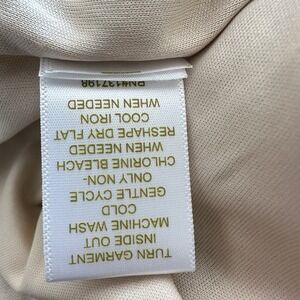 TURN GARMENT
INSIDE OUT
MACHINE WASH
COLD
GENTLE CYCLE
ONLY NON-
CHLORINE BLEACH
WHEN NEEDED
RESHAPE DRY FLAT
COOL IRON
WHEN NEEDED
RN#137198